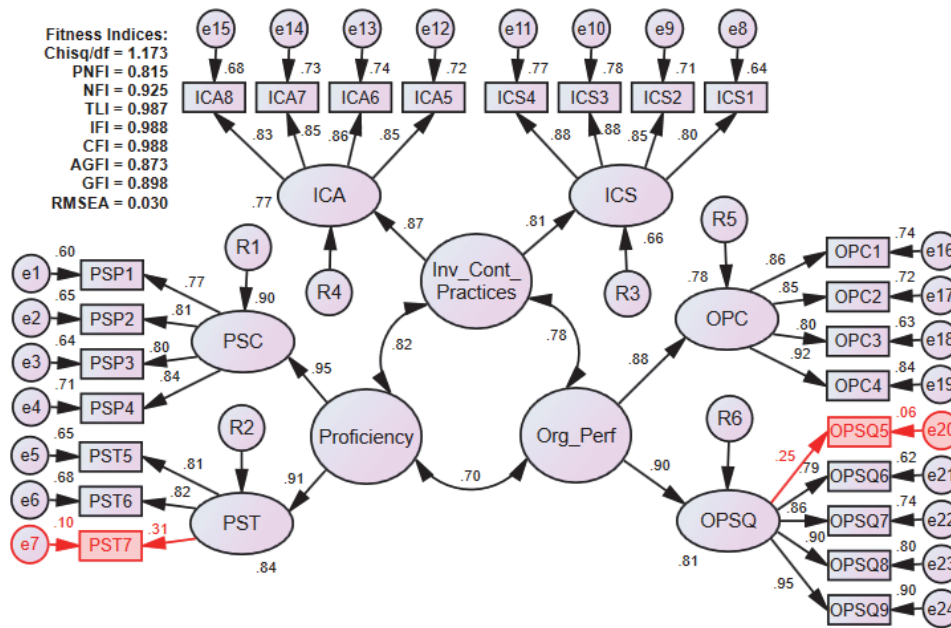 Fitness Indices:
Chisq/df = 1.173
PNFI = 0.815
NFI = 0.925
TLI = 0.987
IFI = 0.988
CFI = 0.988
AGFI = 0.873
GFI = 0.898
RMSEA = 0.030
e15 e14 e13 e12 e11 e10 e9 e8
.68 .73 .74 .72 .77 .78 .71 .64
ICA8 ICA7 ICA6 ICA5 ICS4 ICS3 ICS2 ICS1
.83 .85 .86 .85 .88 .88 .85 .80
.77 ICA ICS
.87 .81 .66
R4 R3
Inv_Cont_
Practices
R1 R5
e1 .60 PSP1 .77
e2 .65 PSP2 .81
e3 .64 PSP3 .80
e4 .71 PSP4 .84
.90
PSC
.95
.82 .78
.86 OPC1 .74 e16
.85 OPC2 .72 e17
.80 OPC3 .63 e18
.92 OPC4 .84 e19
.78
OPC
.88
R2 R6
Proficiency Org_Perf
.70
e5 .65 PST5 .81
e6 .68 PST6 .82
e7 .10 PST7 .31
.91
PST
.84
.90
OPSQ
.81
.25 OPSQ5 .06 e20
.79 OPSQ6 .62 e21
.86 OPSQ7 .74 e22
.90 OPSQ8 .80 e23
.95 OPSQ9 .90 e24